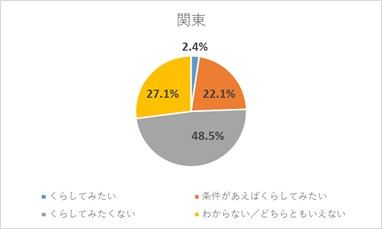 関東
2.4%
22.1%
27.1%
48.5%
くらしてみたい
条件があえばくらしてみたい
くらしてみたくない
わからない／どちらともいえない